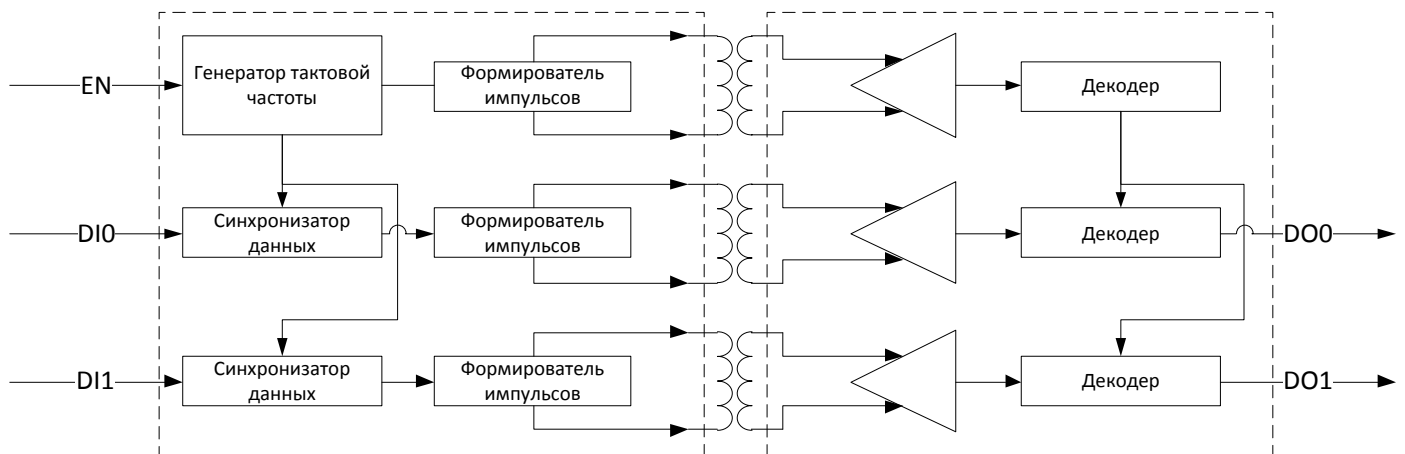 EN
Генератор тактовой
частоты
Формирователь
импульсов
Декодер
DI0
Синхронизатор
данных
Формирователь
импульсов
Декодер
DO0
DI1
Синхронизатор
данных
Формирователь
импульсов
Декодер
DO1